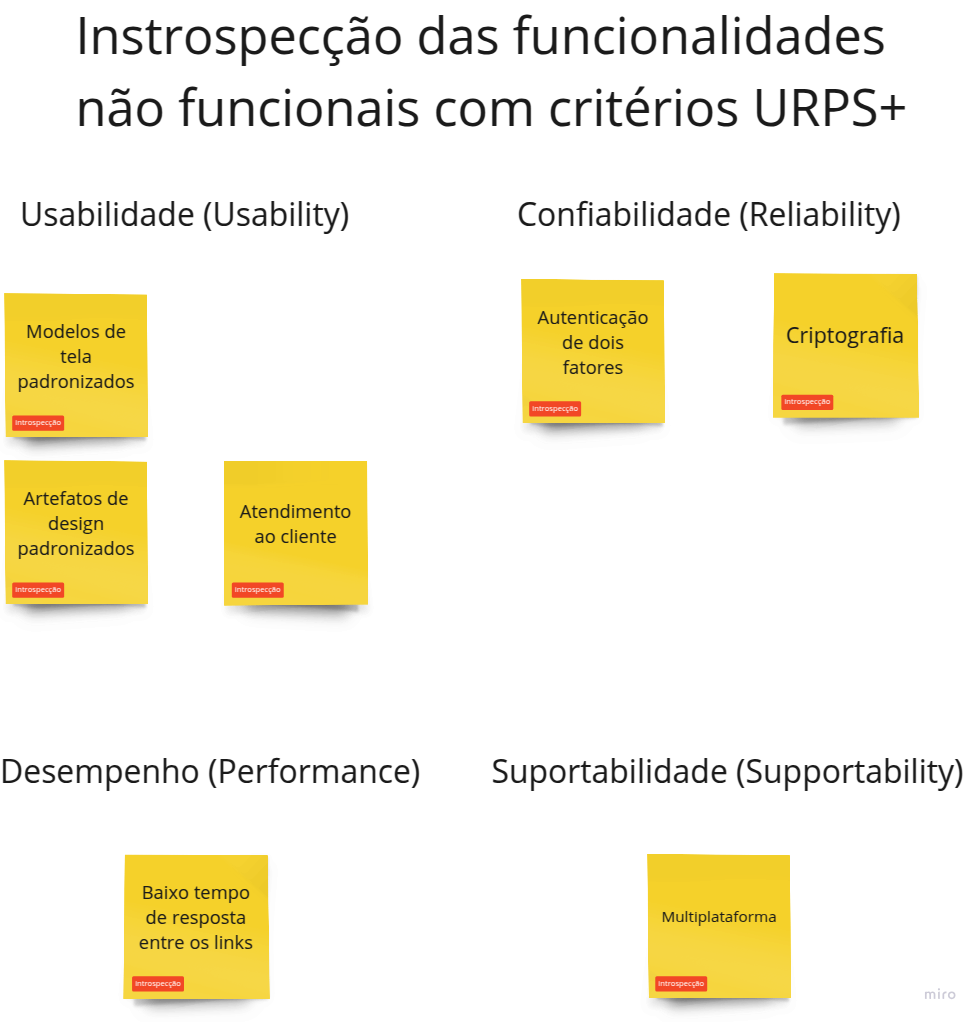 Instrospecção das funcionalidades
não funcionais com critérios URPS+
Usabilidade (Usability)
Confiabilidade (Reliability)
Modelos de
tela
padronizados
Introspecção
Autenticação
de dois
fatores
Introspecção
Criptografia
Introspecção
Artefatos de
design
padronizados
Introspecção
Atendimento
ao cliente
Introspecção
Desempenho (Performance)
Suportabilidade (Supportability)
Baixo tempo
de resposta
entre os links
Introspecção
Multiplataforma
Introspecção
miro